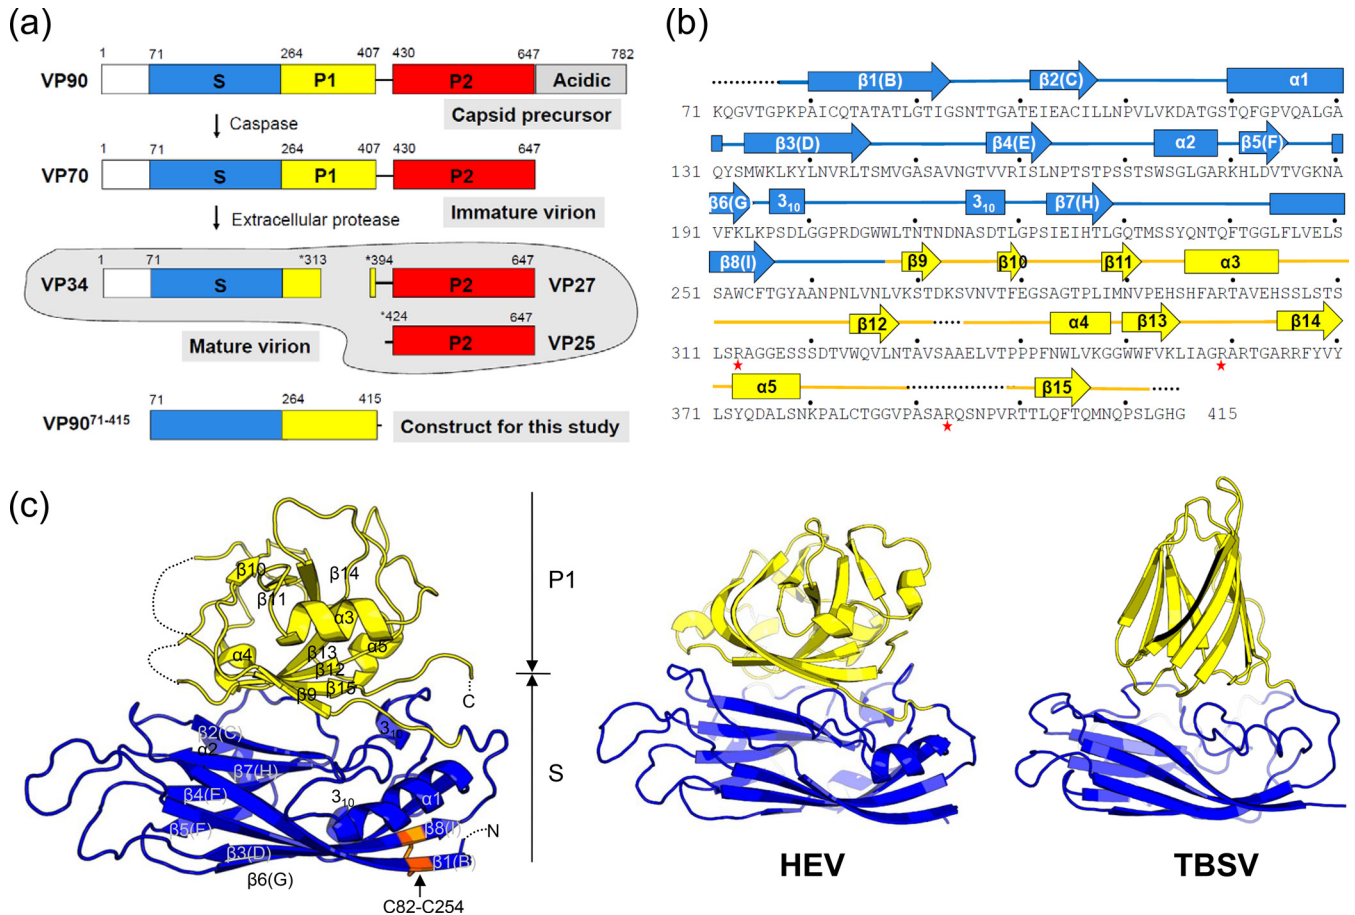 (a)
1 71 264 407 430 647 782
VP90 S P1 P2 Acidic
Capsid precursor
Caspase
1 71 264 407 430 647
VP70 S P1 P2
Immature virion
Extracellular protease
1 71 *313 *394 647
VP34 S P2 VP27
*424 647
Mature virion P2 VP25
71 264 415
VP90⁷¹⁻⁴¹⁵ Construct for this study
(b)
β1(B) β2(C) α1
71 KQGVTGPKPAICQTATATLGTIGSNTTGATEIEACILLNPVLVKDATGSTQFGPVQALGA
β3(D) β4(E) α2 β5(F)
131 QYSMWKLKYLNVRLTSMVGASAVNGTVVRISLNPTSTPSSTSWSGLGARKHLDVTVGKNA
β6(G 3₁₀ 3₁₀ β7(H)
191 VFKLKPSDLGGPRDGWWLTNTNDNASDTLGPSIEIHTLGQTMSSYQNTQFTGGLFLVELS
β8(I) β9 β10 β11 α3
251 SAWCFTGYAANPNLVNLVKSTDKSVNVTFEGSAGTPLIMNVPEHSHFARTAVEHSSLSTS
β12 α4 β13 β14
311 LSRAGGESSSDTVWQVLNTAVSAAELVTPPPFNWLVKGGWWFVKLIAGRARTGARRFYVY
α5 β15
371 LSYQDALSNKPALCTGGVPASARQSNPVRTTLQFTQMNQPSLGHG 415
(c)
β10 β14
β11
α3
α4 β13 α5
β12
β9 β15
C
P1
S
β2(C) 3₁₀
α2
β7(H)
β4(E) 3₁₀ α1
β5(F) β8(I) N
β3(D) β1(B)
β6(G)
C82-C254
HEV
TBSV